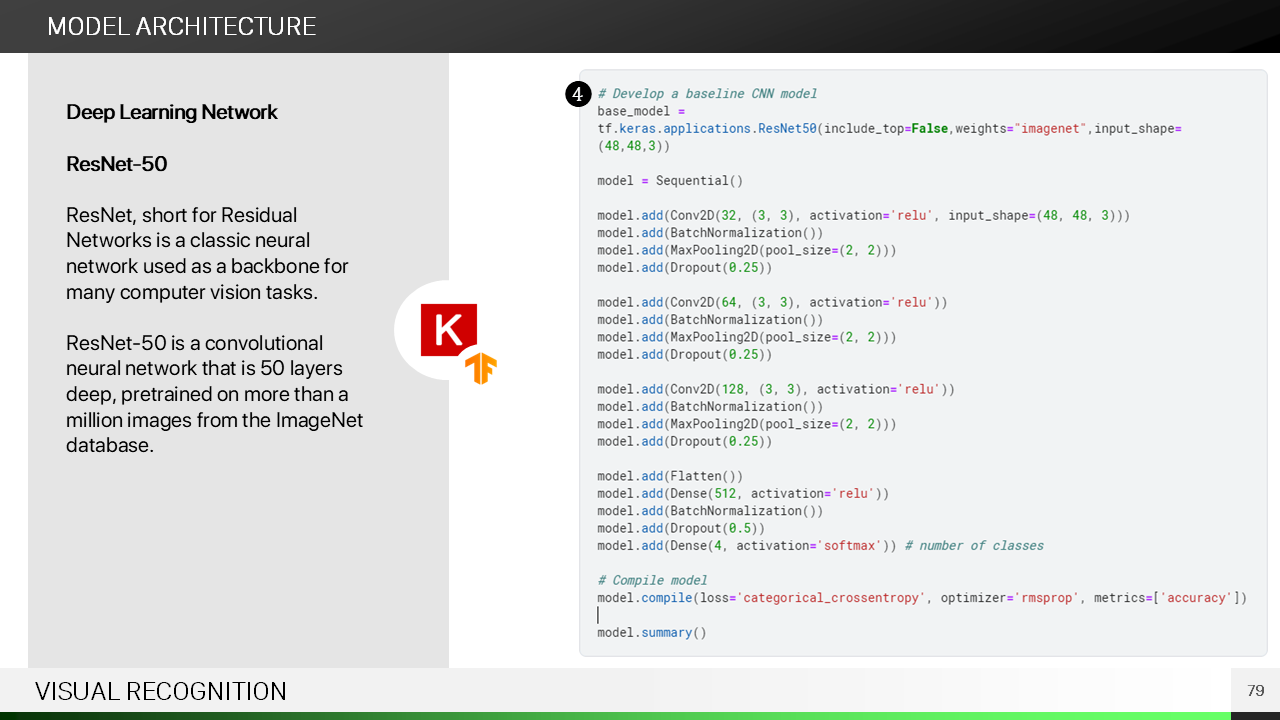 MODEL ARCHITECTURE
Deep Learning Network
ResNet-50
ResNet, short for Residual
Networks is a classic neural
network used as a backbone for
many computer vision tasks.
ResNet-50 is a convolutional
neural network that is 50 layers
deep, pretrained on more than a
million images from the ImageNet
database.
K
TF
4
# Develop a baseline CNN model
base_model =
tf.keras.applications.ResNet50(include_top=False,weights="imagenet",input_shape=
(48,48,3))
model = Sequential()
model.add(Conv2D(32, (3, 3), activation='relu', input_shape=(48, 48, 3)))
model.add(BatchNormalization())
model.add(MaxPooling2D(pool_size=(2, 2)))
model.add(Dropout(0.25))
model.add(Conv2D(64, (3, 3), activation='relu'))
model.add(BatchNormalization())
model.add(MaxPooling2D(pool_size=(2, 2)))
model.add(Dropout(0.25))
model.add(Conv2D(128, (3, 3), activation='relu'))
model.add(BatchNormalization())
model.add(MaxPooling2D(pool_size=(2, 2)))
model.add(Dropout(0.25))
model.add(Flatten())
model.add(Dense(512, activation='relu'))
model.add(BatchNormalization())
model.add(Dropout(0.5))
model.add(Dense(4, activation='softmax')) # number of classes
# Compile model
model.compile(loss='categorical_crossentropy', optimizer='rmsprop', metrics=['accuracy'])
model.summary()
VISUAL RECOGNITION
79